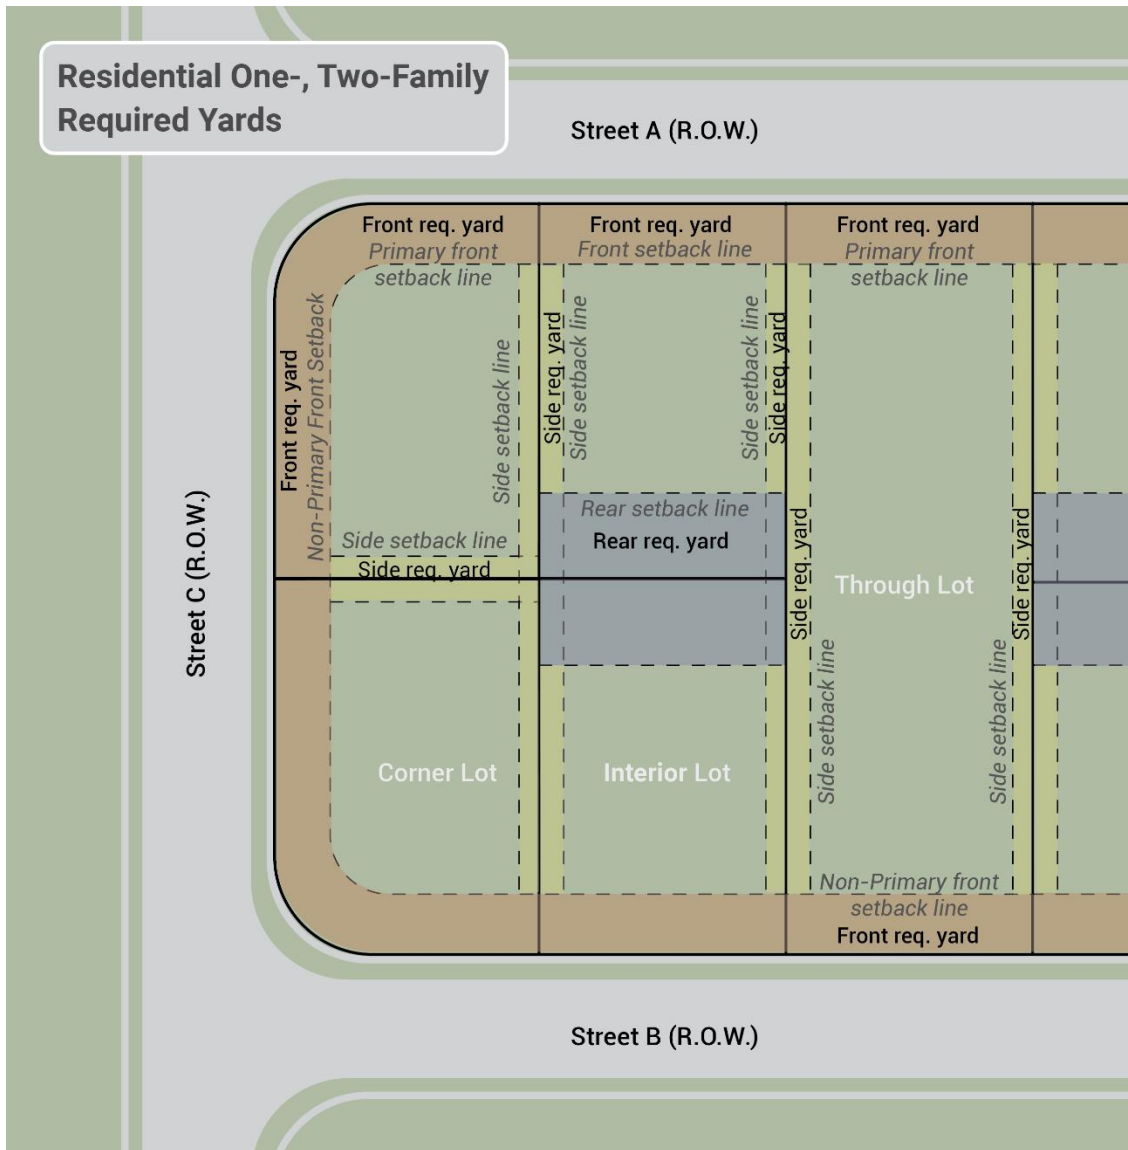 Residential One-, Two-Family
Required Yards
Street A (R.O.W.)
Front req. yard
Primary front
setback line
Front req. yard
Front setback line
Front req. yard
Primary front
setback line
Front req. yard
Non-Primary Front Setback
Side setback line
Side req. yard
Side setback line
Side setback line
Side req. yard
Street C (R.O.W.)
Side setback line
Side req. yard
Rear setback line
Rear req. yard
Side req. yard
Through Lot
Side req. yard
Side setback line
Side setback line
Corner Lot
Interior Lot
Non-Primary front
setback line
Front req. yard
Street B (R.O.W.)